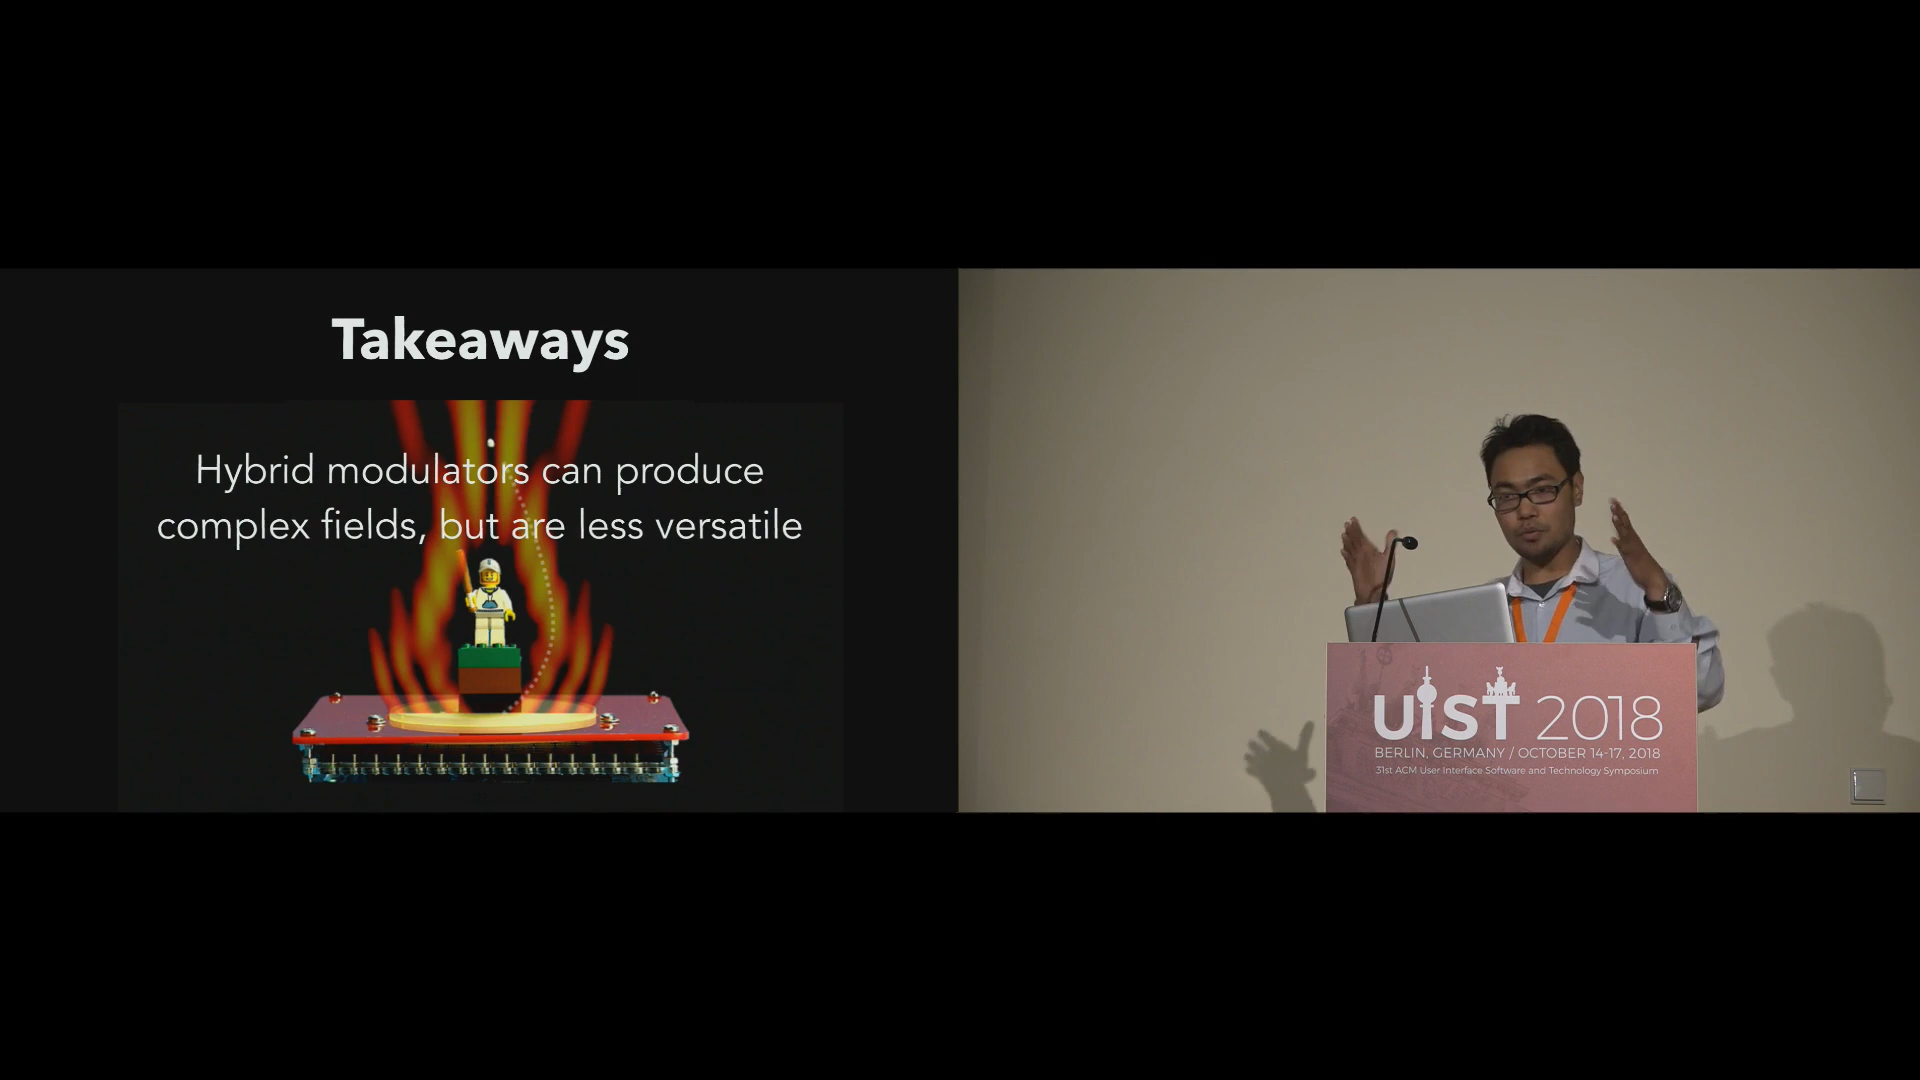 Takeaways
Hybrid modulators can produce
complex fields, but are less versatile
UIST 2018
BERLIN, GERMANY / OCTOBER 14-17, 2018
31st ACM User Interface Software and Technology Symposium